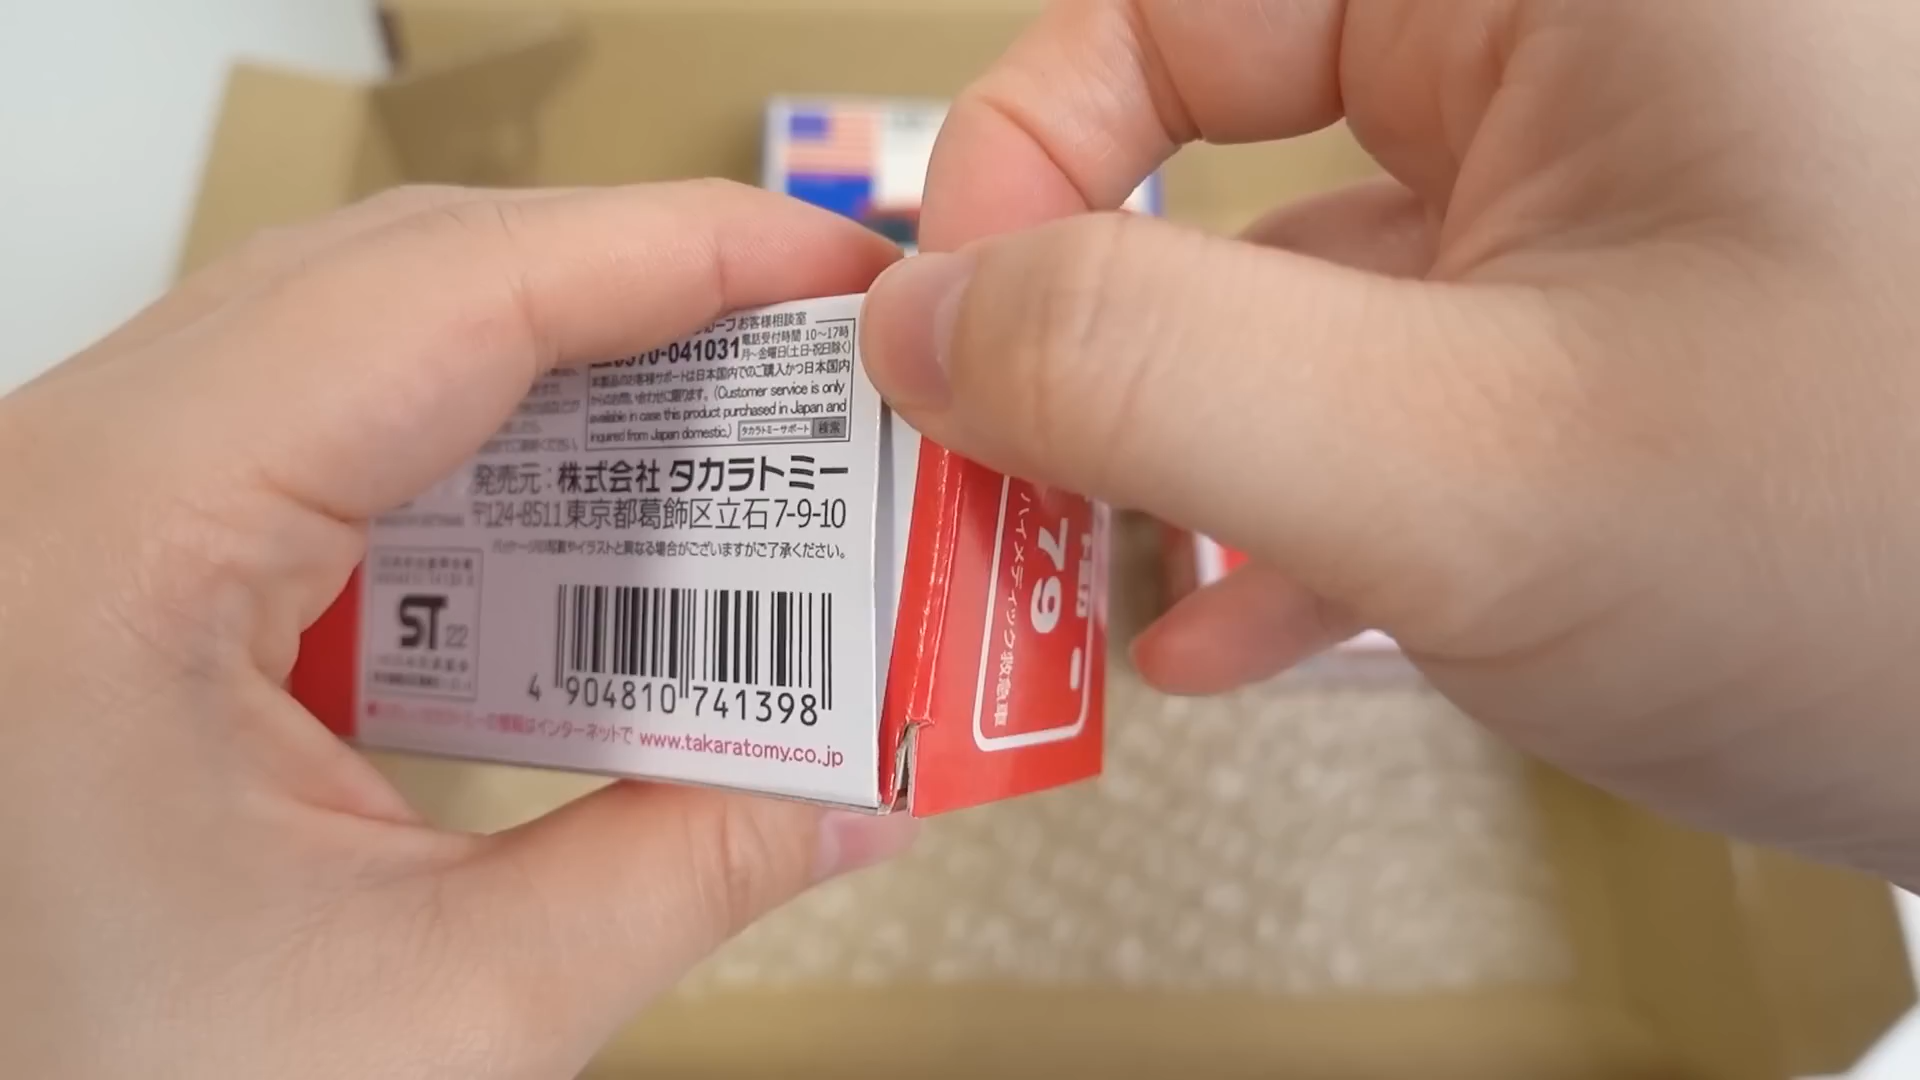 お客様相談室
0570-041031
電話受付時間 10〜17時
月〜金曜日(土日・祝日除く)
本製品のお客様サポートは日本国内でのご購入かつ日本国内
からのお問い合わせに限ります。(Customer service is only
available in case this product purchased in Japan and
inquired from Japan domestic.)
タカラトミーサポート 検索
発売元:株式会社 タカラトミー
〒124-8511 東京都葛飾区立石7-9-10
パッケージの写真やイラストと異なる場合がございますがご了承ください。
ST 22
4 904810 741398
の情報はインターネットで www.takaratomy.co.jp
79
ハイメディック救急車